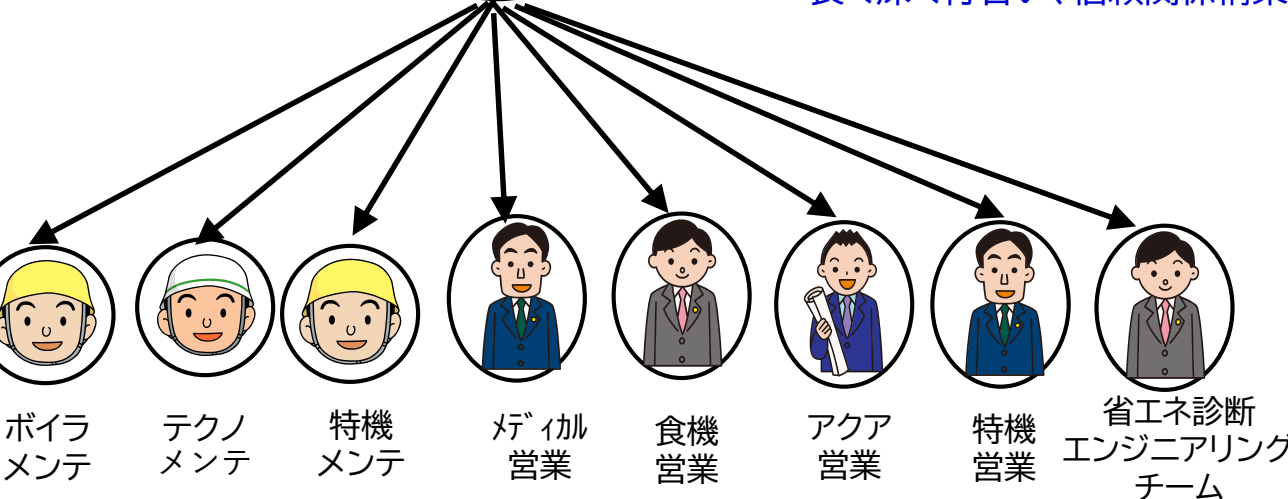 ボイラ
メンテ
テクノ
メンテ
特機
メンテ
ﾒﾃﾞｨｶﾙ
営業
食機
営業
アクア
営業
特機
営業
省エネ診断
エンジニアリング
チーム